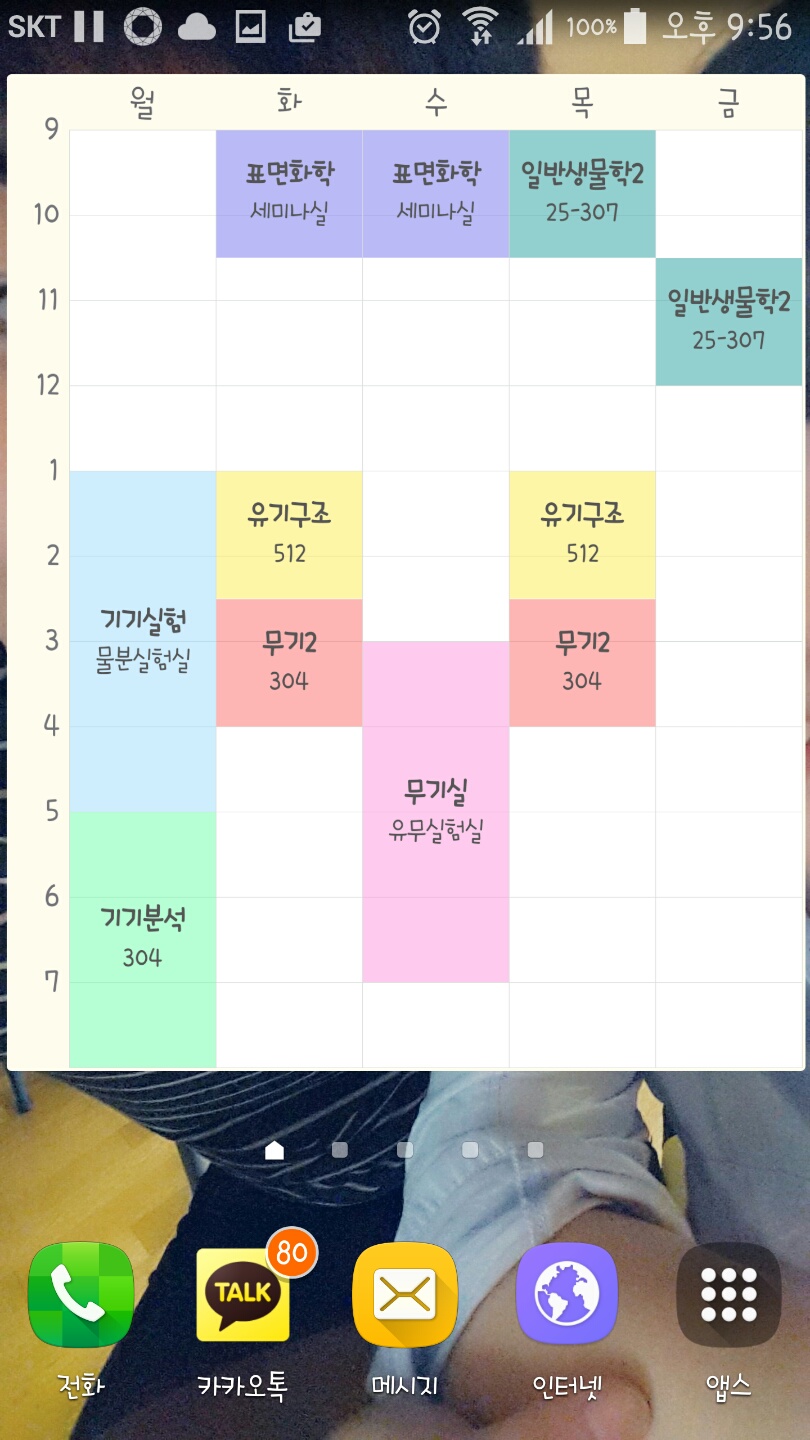 SKT 100% 오후 9:56
월 화 수 목 금
9
표면화학 표면화학 일반생물학2
10 세미나실 세미나실 25-307
11 일반생물학2
25-307
12
1
유기구조 유기구조
2 512 512
기기실험
3 무기2 무기2
물분실험실
304 304
4
무기실
5
유무실험실
6
기기분석
304
7
80
TALK
전화 카카오톡 메시지 인터넷 앱스